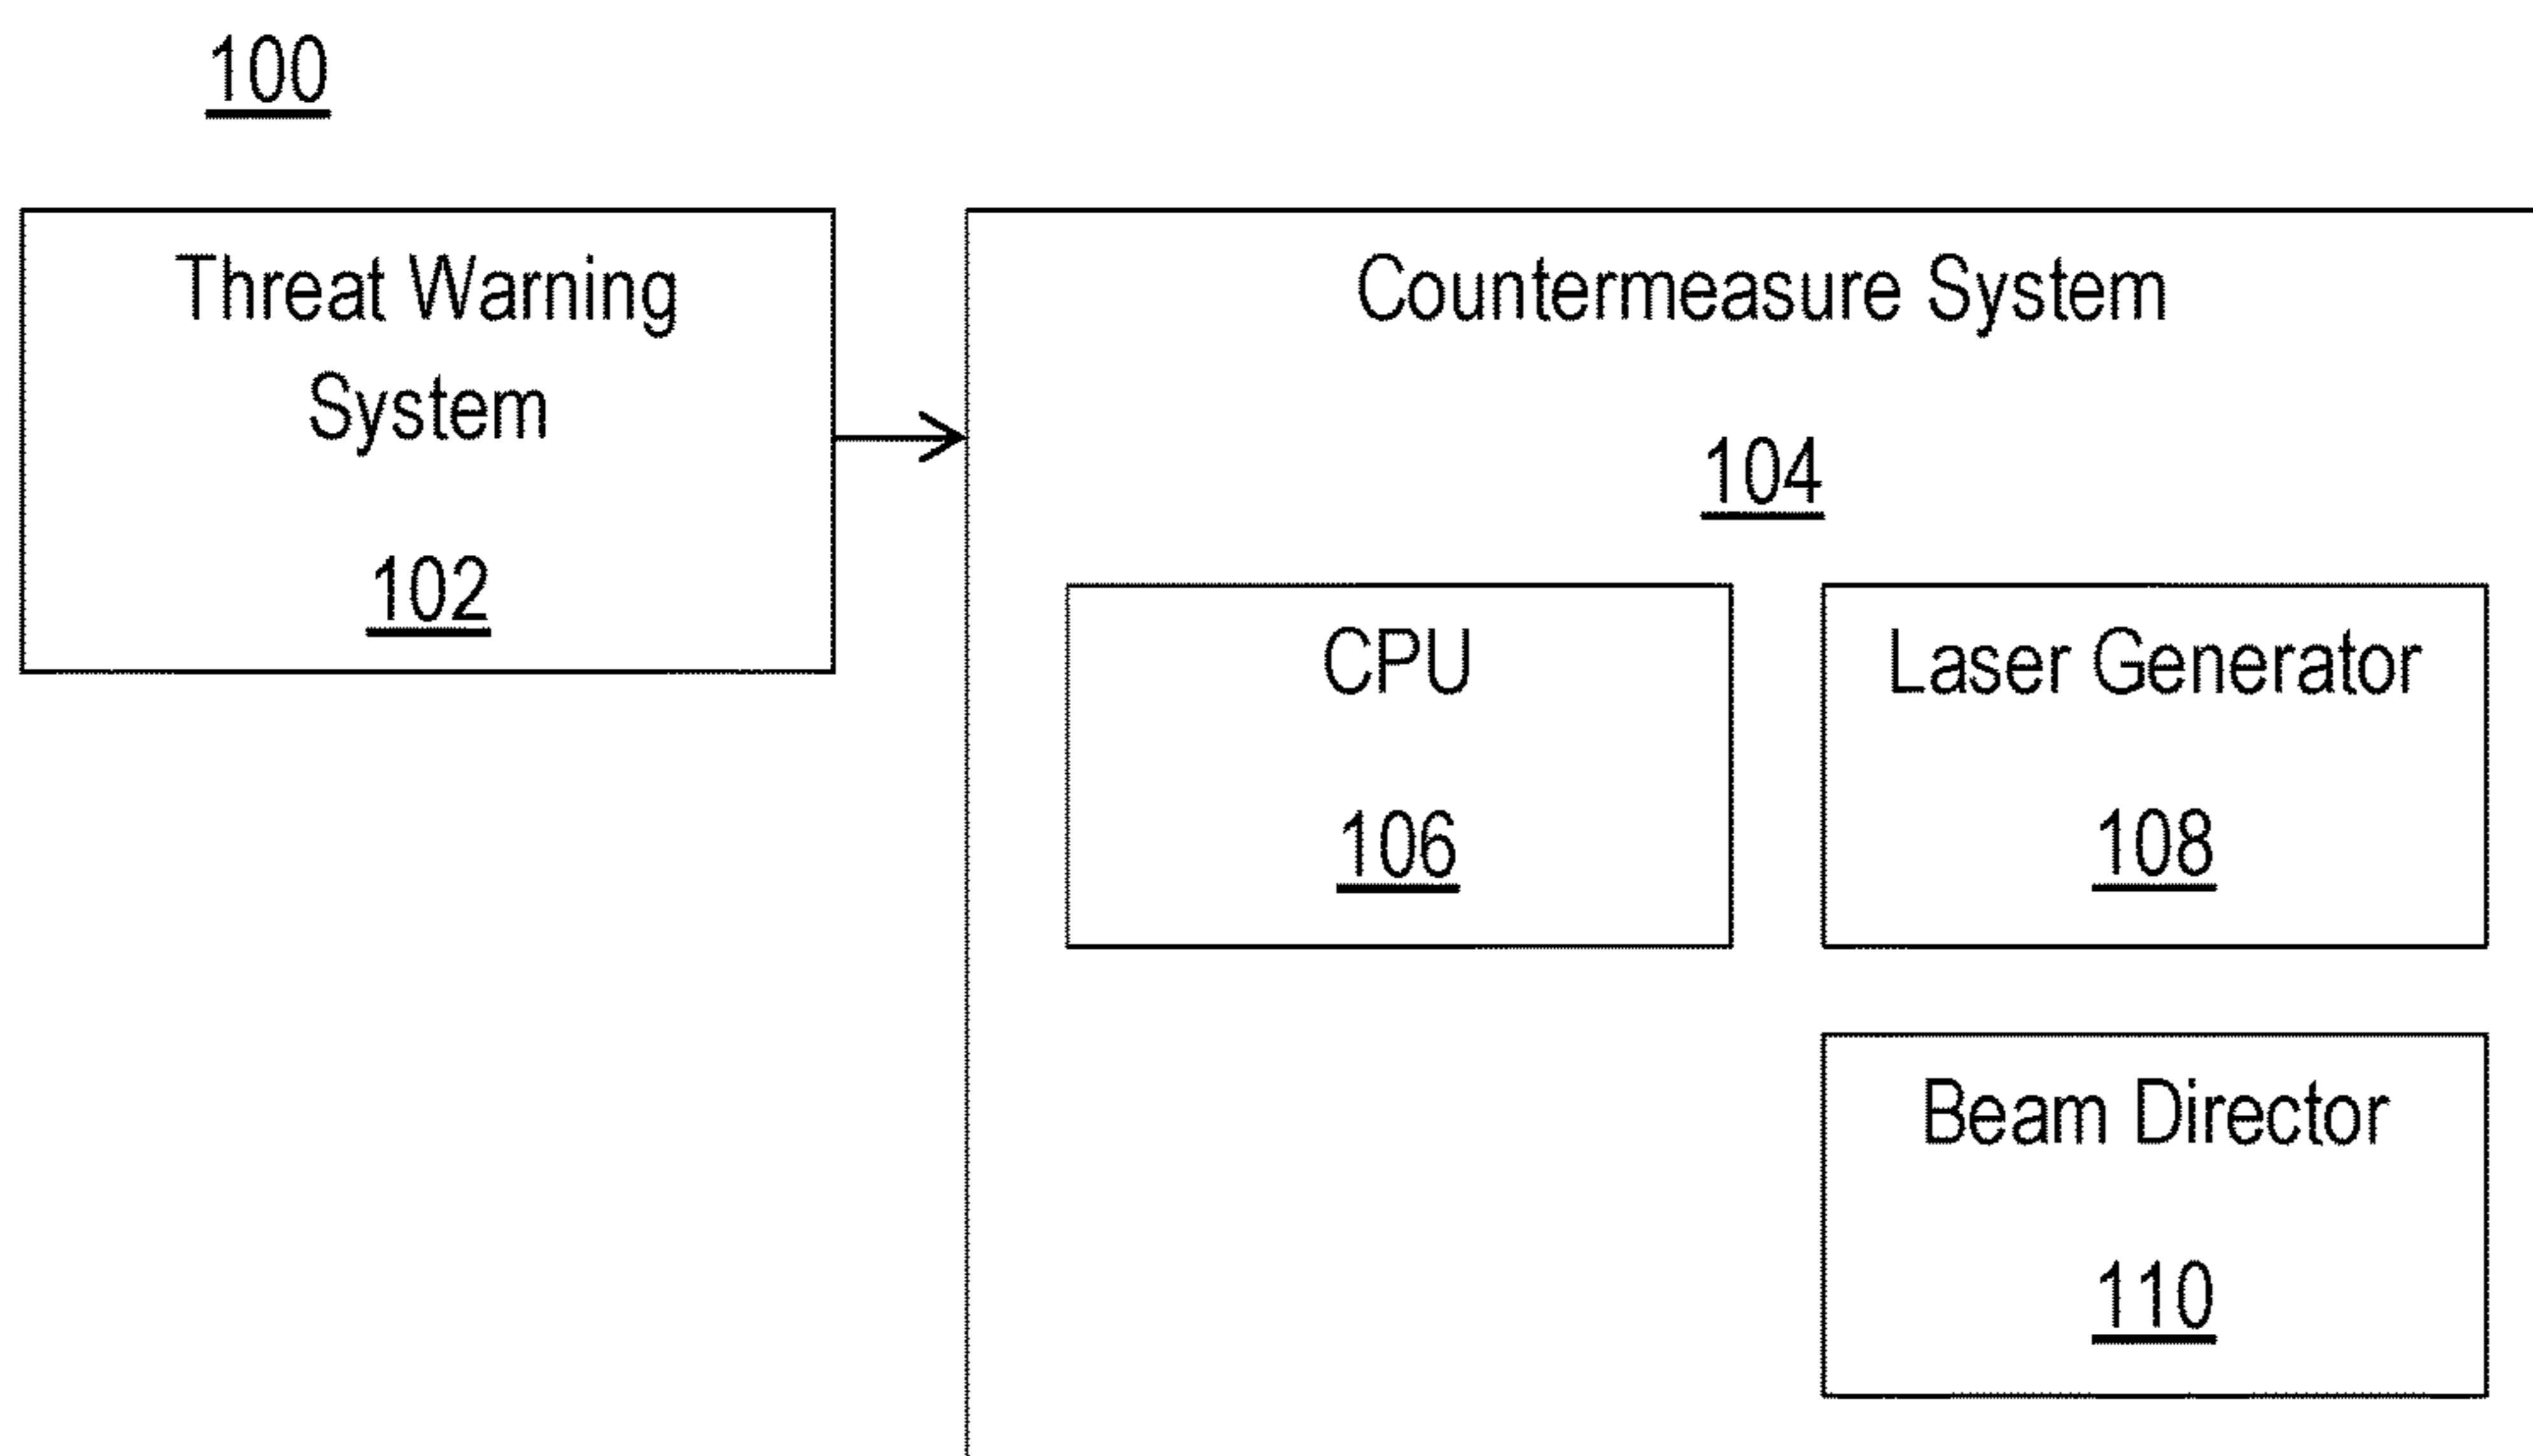 100
Threat Warning
System
102
Countermeasure System
104
CPU
106
Laser Generator
108
Beam Director
110